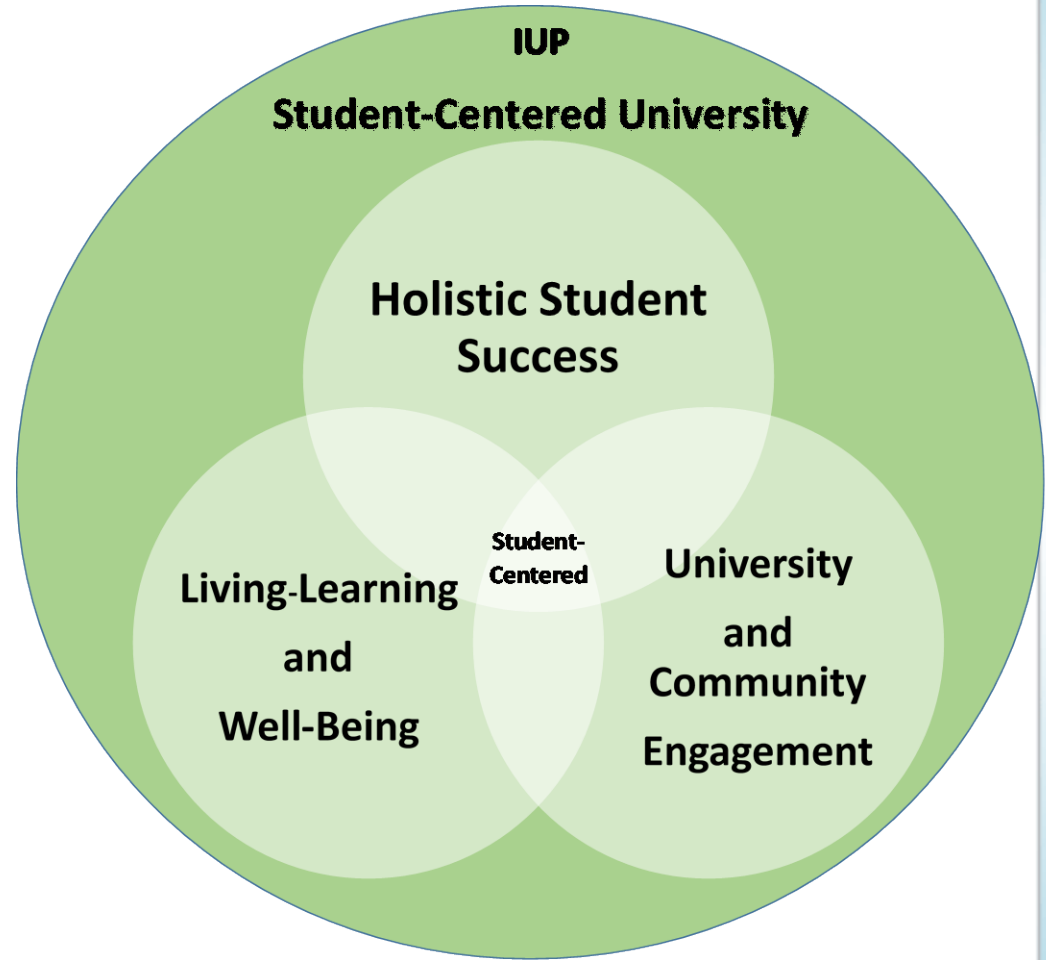 IUP
Student-Centered University
Holistic Student
Success
Student-
Centered
Living-Learning
and
Well-Being
University
and
Community
Engagement